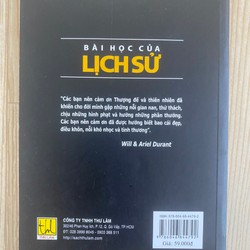 BÀI HỌC CỦA
LỊCH SỬ
"Các bạn nên cám ơn Thượng đế và thiên nhiên đã
khiến cho đời mình gặp những nỗi gian nan, thử thách,
chịu những hình phạt và hưởng những phần thưởng.
Các bạn nên cám ơn đã được hưởng biết bao cái đẹp,
điều khôn, nỗi khó nhọc và tình thương".
Will & Ariel Durant
CÔNG TY TNHH THƯ LÂM
Giá: 59.000đ